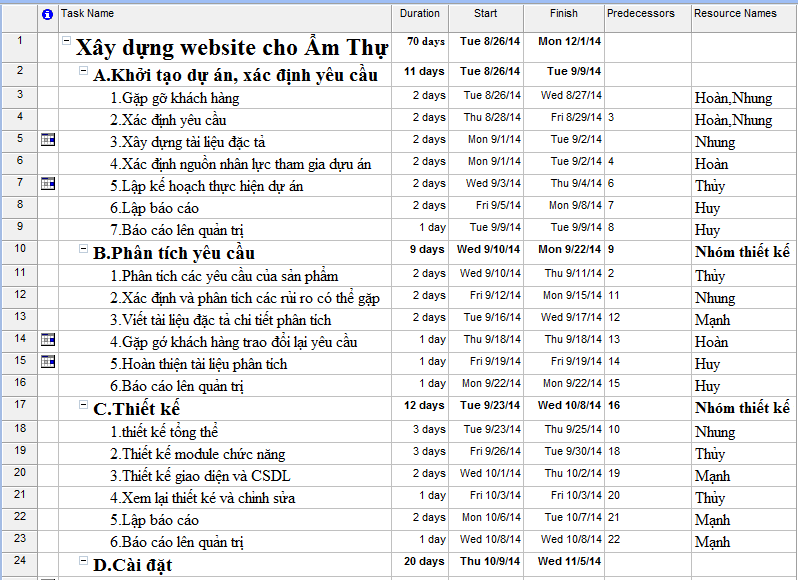 Task Name Duration Start Finish Predecessors Resource Names
1 Xây dựng website cho Ẩm Thự 70 days Tue 8/26/14 Mon 12/1/14
2 A.Khởi tạo dự án, xác định yêu cầu 11 days Tue 8/26/14 Tue 9/9/14
3 1.Gặp gỡ khách hàng 2 days Tue 8/26/14 Wed 8/27/14 Hoàn,Nhung
4 2.Xác định yêu cầu 2 days Thu 8/28/14 Fri 8/29/14 3 Hoàn,Nhung
5 3.Xây dựng tài liệu đặc tả 2 days Mon 9/1/14 Tue 9/2/14 Nhung
6 4.Xác định nguồn nhân lực tham gia dựu án 2 days Mon 9/1/14 Tue 9/2/14 4 Hoàn
7 5.Lập kế hoạch thực hiện dự án 2 days Wed 9/3/14 Thu 9/4/14 6 Thủy
8 6.Lập báo cáo 2 days Fri 9/5/14 Mon 9/8/14 7 Huy
9 7.Báo cáo lên quản trị 1 day Tue 9/9/14 Tue 9/9/14 8 Huy
10 B.Phân tích yêu cầu 9 days Wed 9/10/14 Mon 9/22/14 9 Nhóm thiết kế
11 1.Phân tích các yêu cầu của sản phẩm 2 days Wed 9/10/14 Thu 9/11/14 2 Thủy
12 2.Xác định và phân tích các rủi ro có thể gặp 2 days Fri 9/12/14 Mon 9/15/14 11 Nhung
13 3.Viết tài liệu đặc tả chi tiết phân tích 2 days Tue 9/16/14 Wed 9/17/14 12 Mạnh
14 4.Gặp gớ khách hàng trao đổi lại yêu cầu 1 day Thu 9/18/14 Thu 9/18/14 13 Hoàn
15 5.Hoàn thiện tài liệu phân tích 1 day Fri 9/19/14 Fri 9/19/14 14 Huy
16 6.Báo cáo lên quản trị 1 day Mon 9/22/14 Mon 9/22/14 15 Huy
17 C.Thiết kế 12 days Tue 9/23/14 Wed 10/8/14 16 Nhóm thiết kế
18 1.thiết kế tổng thể 3 days Tue 9/23/14 Thu 9/25/14 10 Nhung
19 2.Thiết kế module chức năng 3 days Fri 9/26/14 Tue 9/30/14 18 Thủy
20 3.Thiết kế giao diện và CSDL 2 days Wed 10/1/14 Thu 10/2/14 19 Mạnh
21 4.Xem lại thiết ké và chinh sửa 1 day Fri 10/3/14 Fri 10/3/14 20 Thủy
22 5.Lập báo cáo 2 days Mon 10/6/14 Tue 10/7/14 21 Mạnh
23 6.Báo cáo lên quản trị 1 day Wed 10/8/14 Wed 10/8/14 22 Mạnh
24 D.Cài đặt 20 days Thu 10/9/14 Wed 11/5/14